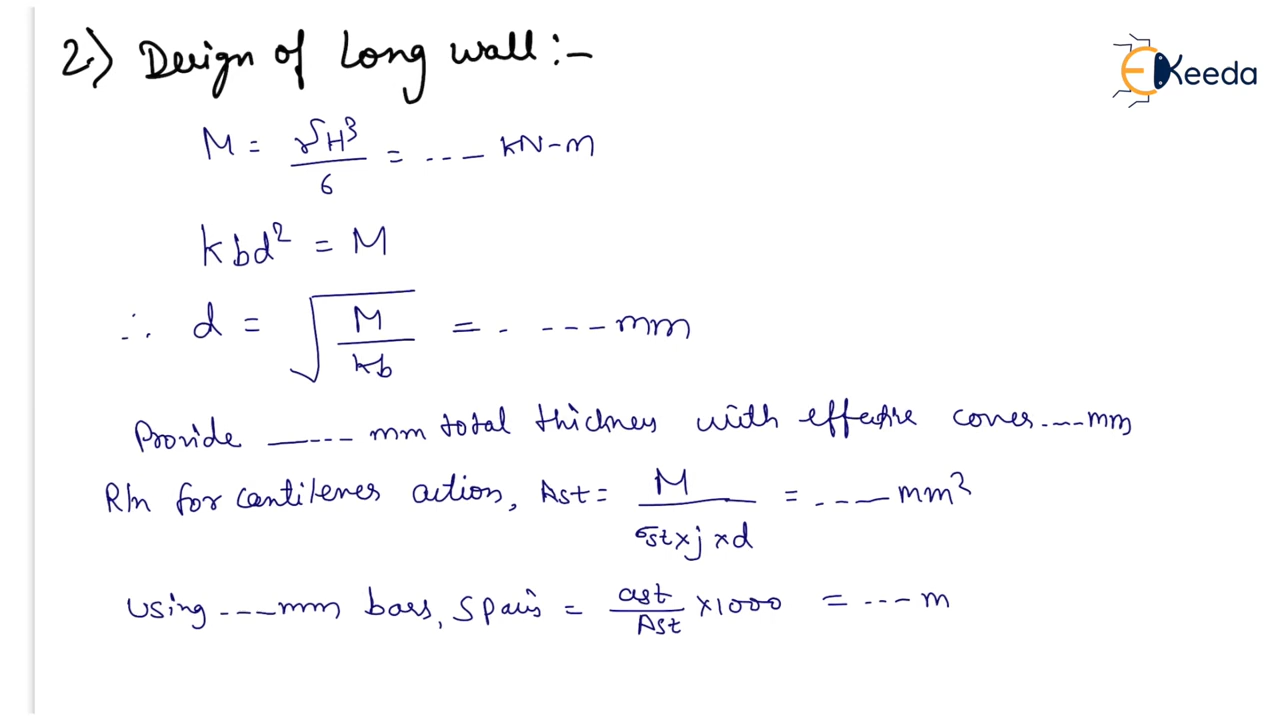 2.) Design of Long wall :-
EKeeda
M = γH³/6 = ... kN-m
kbd² = M
∴ d = √(M/kb) = . --- mm
Provide ---- mm total thickness with effective cover --- mm
R/n for cantilever action, Ast = M/(σst x j x d) = .--- mm²
Using --- mm bars, spacing = ast/Ast x 1000 = --- m